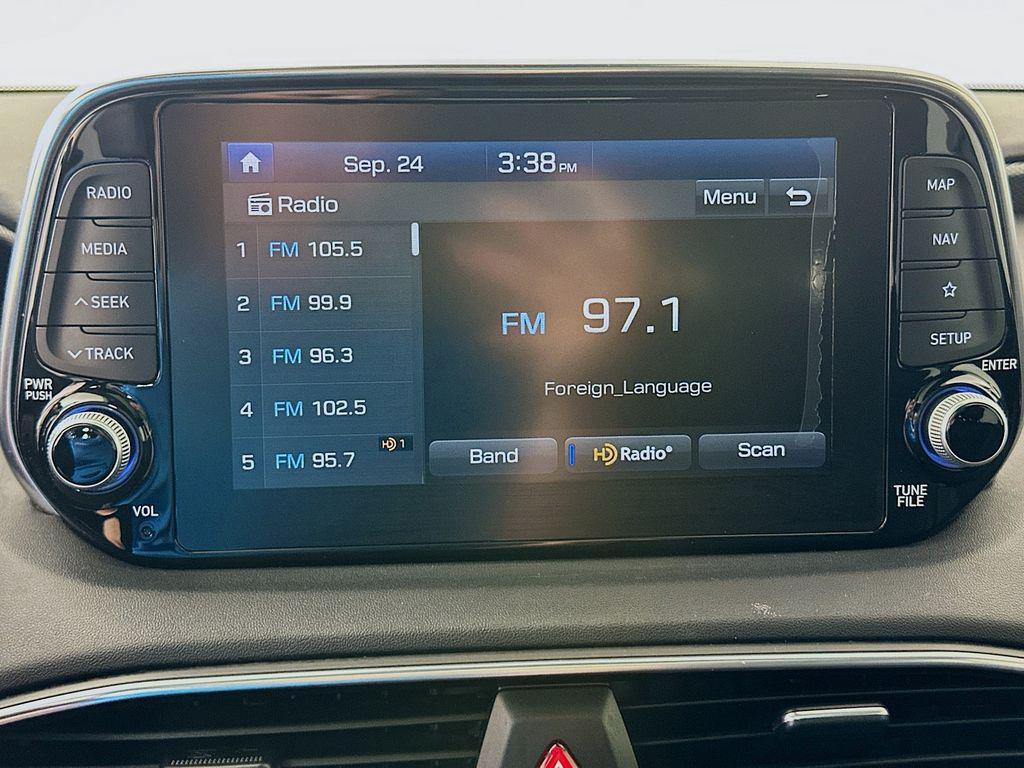 Sep. 24 3:38 PM
Radio Menu
1 FM 105.5
2 FM 99.9
3 FM 96.3
4 FM 102.5
5 FM 95.7 HD 1
FM 97.1
Foreign_Language
Band HD Radio® Scan
RADIO
MEDIA
SEEK
TRACK
PWR
PUSH
VOL
MAP
NAV
SETUP
ENTER
TUNE
FILE